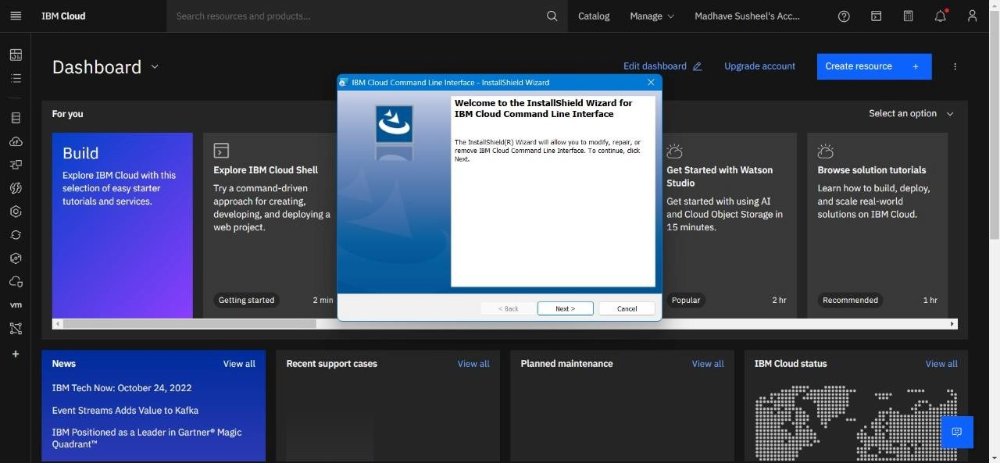 IBM Cloud
Search resources and products...
Catalog
Manage
Madhave Susheel's Acc...
Dashboard
Edit dashboard
Upgrade account
Create resource +
For you
Select an option
Build
Explore IBM Cloud with this
selection of easy starter
tutorials and services.
Explore IBM Cloud Shell
Try a command-driven
approach for creating,
developing, and deploying a
web project.
Getting started
2 min
IBM Cloud Command Line Interface - InstallShield Wizard
Welcome to the InstallShield Wizard for
IBM Cloud Command Line Interface
The InstallShield(R) Wizard will allow you to modify, repair, or
remove IBM Cloud Command Line Interface. To continue, click
Next.
< Back
Next >
Cancel
Get Started with Watson
Studio
Get started with using AI
and Cloud Object Storage in
15 minutes.
Popular
2 hr
Browse solution tutorials
Learn how to build, deploy,
and scale real-world
solutions on IBM Cloud.
Recommended
1 hr
vm
News
View all
IBM Tech Now: October 24, 2022
Event Streams Adds Value to Kafka
IBM Positioned as a Leader in Gartner® Magic
Quadrant™
Recent support cases
View all
Planned maintenance
View all
IBM Cloud status
View all